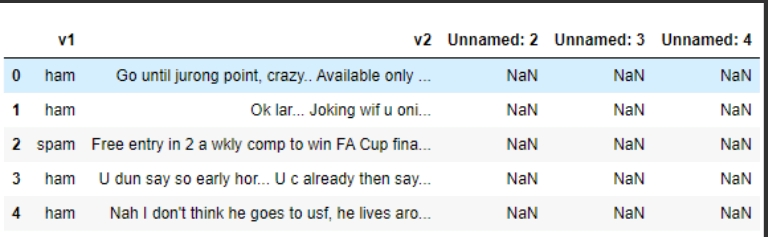 v1 v2 Unnamed: 2 Unnamed: 3 Unnamed: 4
0 ham Go until jurong point, crazy.. Available only ... NaN NaN NaN
1 ham Ok lar... Joking wif u oni... NaN NaN NaN
2 spam Free entry in 2 a wkly comp to win FA Cup fina... NaN NaN NaN
3 ham U dun say so early hor... U c already then say... NaN NaN NaN
4 ham Nah I don't think he goes to usf, he lives aro... NaN NaN NaN